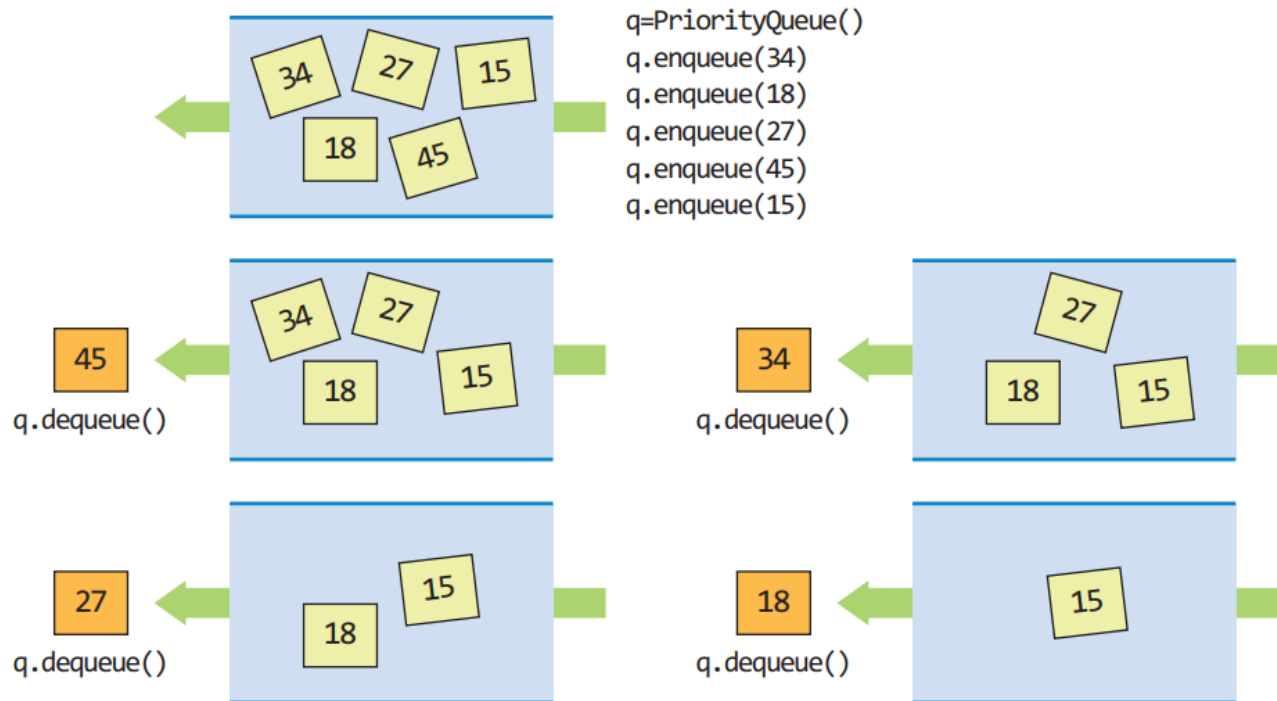 34
27
15
18
45
q=PriorityQueue()
q.enqueue(34)
q.enqueue(18)
q.enqueue(27)
q.enqueue(45)
q.enqueue(15)
45
q.dequeue()
34
27
18
15
34
q.dequeue()
27
18
15
27
q.dequeue()
15
18
18
q.dequeue()
15